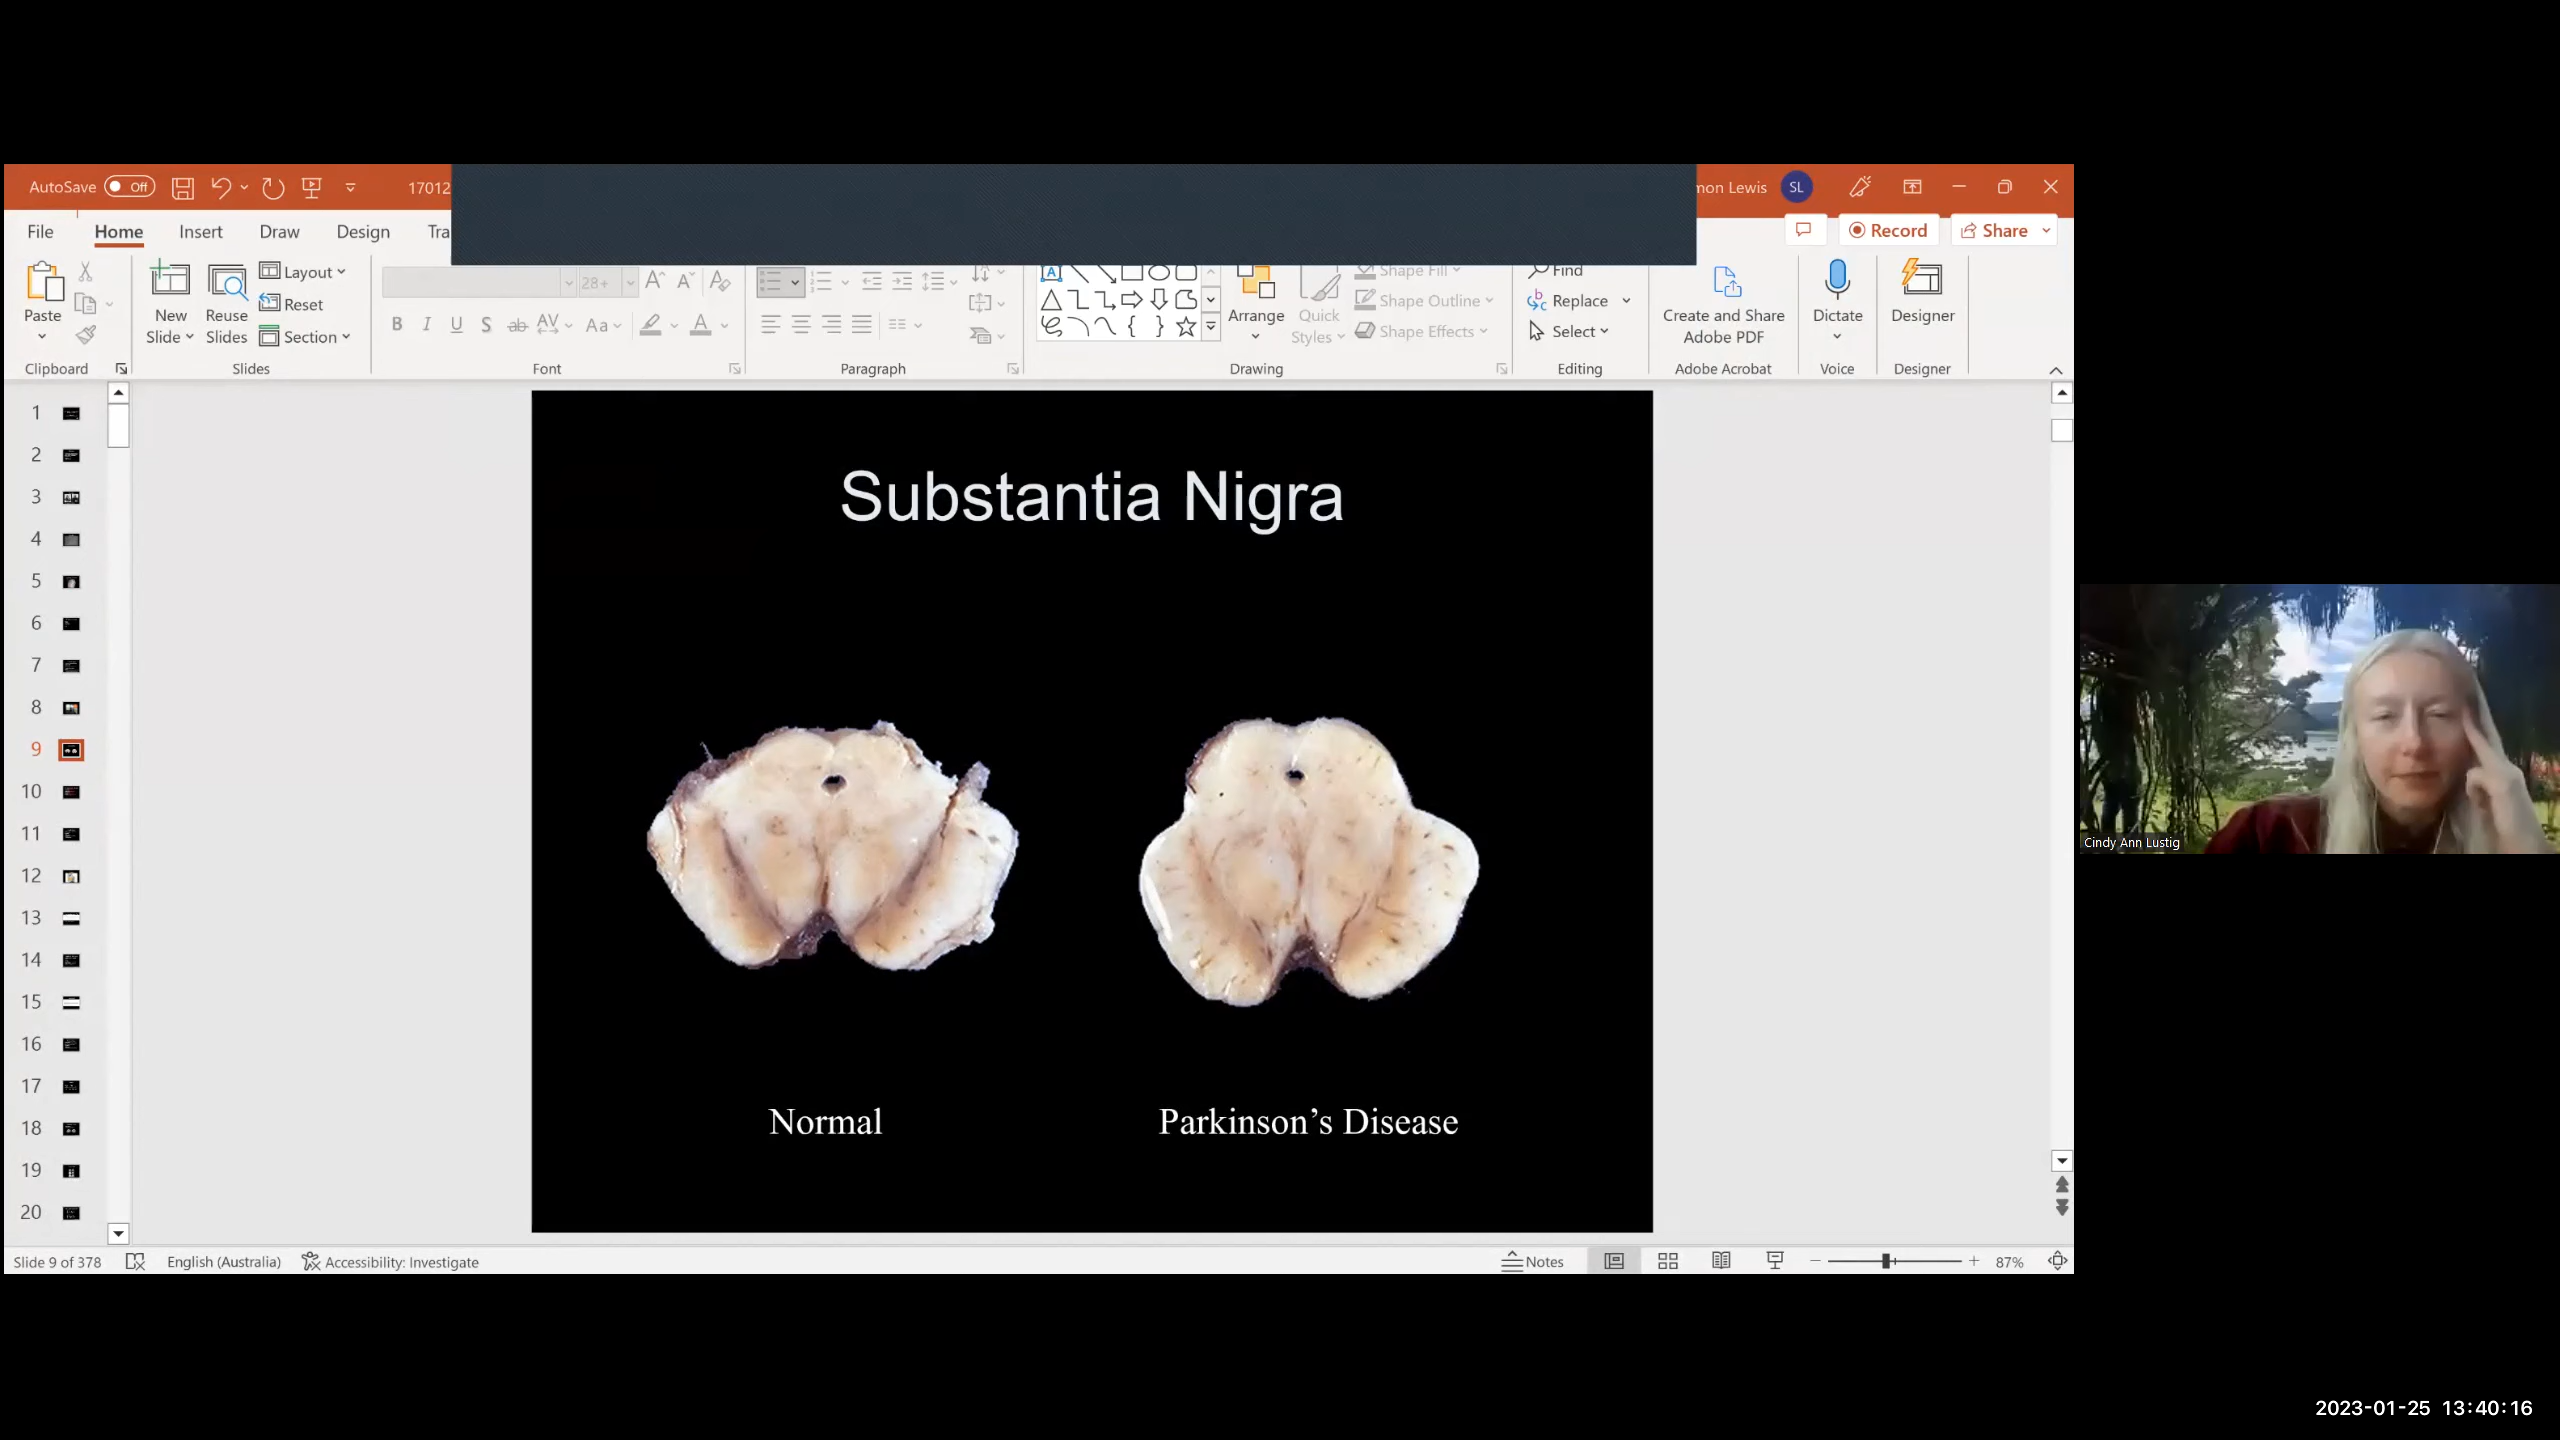 AutoSave Off 17012 mon Lewis SL
File Home Insert Draw Design Tra Record Share
Layout 28+ Shape Fill Find
Paste New Slide Reuse Slides Reset Section B I U S ab AV Aa A Arrange Quick Styles Shape Outline Shape Effects Replace Select Create and Share Adobe PDF Dictate Designer
Clipboard Slides Font Paragraph Drawing Editing Adobe Acrobat Voice Designer
1
2
3
4
5
6
7
8
9
10
11
12
13
14
15
16
17
18
19
20
Substantia Nigra
Normal Parkinson’s Disease
Cindy Ann Lustig
Slide 9 of 378 English (Australia) Accessibility: Investigate Notes 87%
2023-01-25 13:40:16